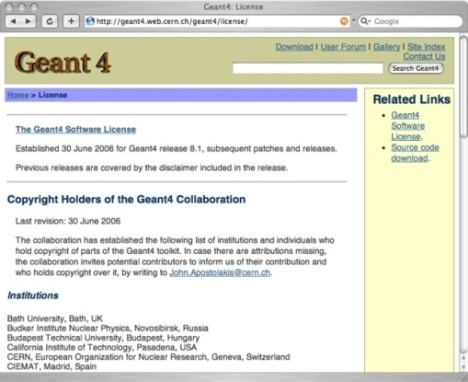 Geant4: License
http://geant4.web.cern.ch/geant4/license/
Google
Geant 4
Download | User Forum | Gallery | Site Index
Contact Us
Search Geant4
Home > License
Related Links
Geant4
Software
License.
Source code
download.
The Geant4 Software License
Established 30 June 2006 for Geant4 release 8.1, subsequent patches and releases.
Previous releases are covered by the disclaimer included in the release.
Copyright Holders of the Geant4 Collaboration
Last revision: 30 June 2006
The collaboration has established the following list of institutions and individuals who
hold copyright of parts of the Geant4 toolkit. In case there are attributions missing,
the collaboration invites potential contributors to inform us of their contribution and
who holds copyright over it, by writing to John.Apostolakis@cern.ch.
Institutions
Bath University, Bath, UK
Budker Institute Nuclear Physics, Novosibirsk, Russia
Budapest Technical University, Budapest, Hungary
California Institute of Technology, Pasadena, USA
CERN, European Organization for Nuclear Research, Geneva, Switzerland
CIEMAT, Madrid, Spain